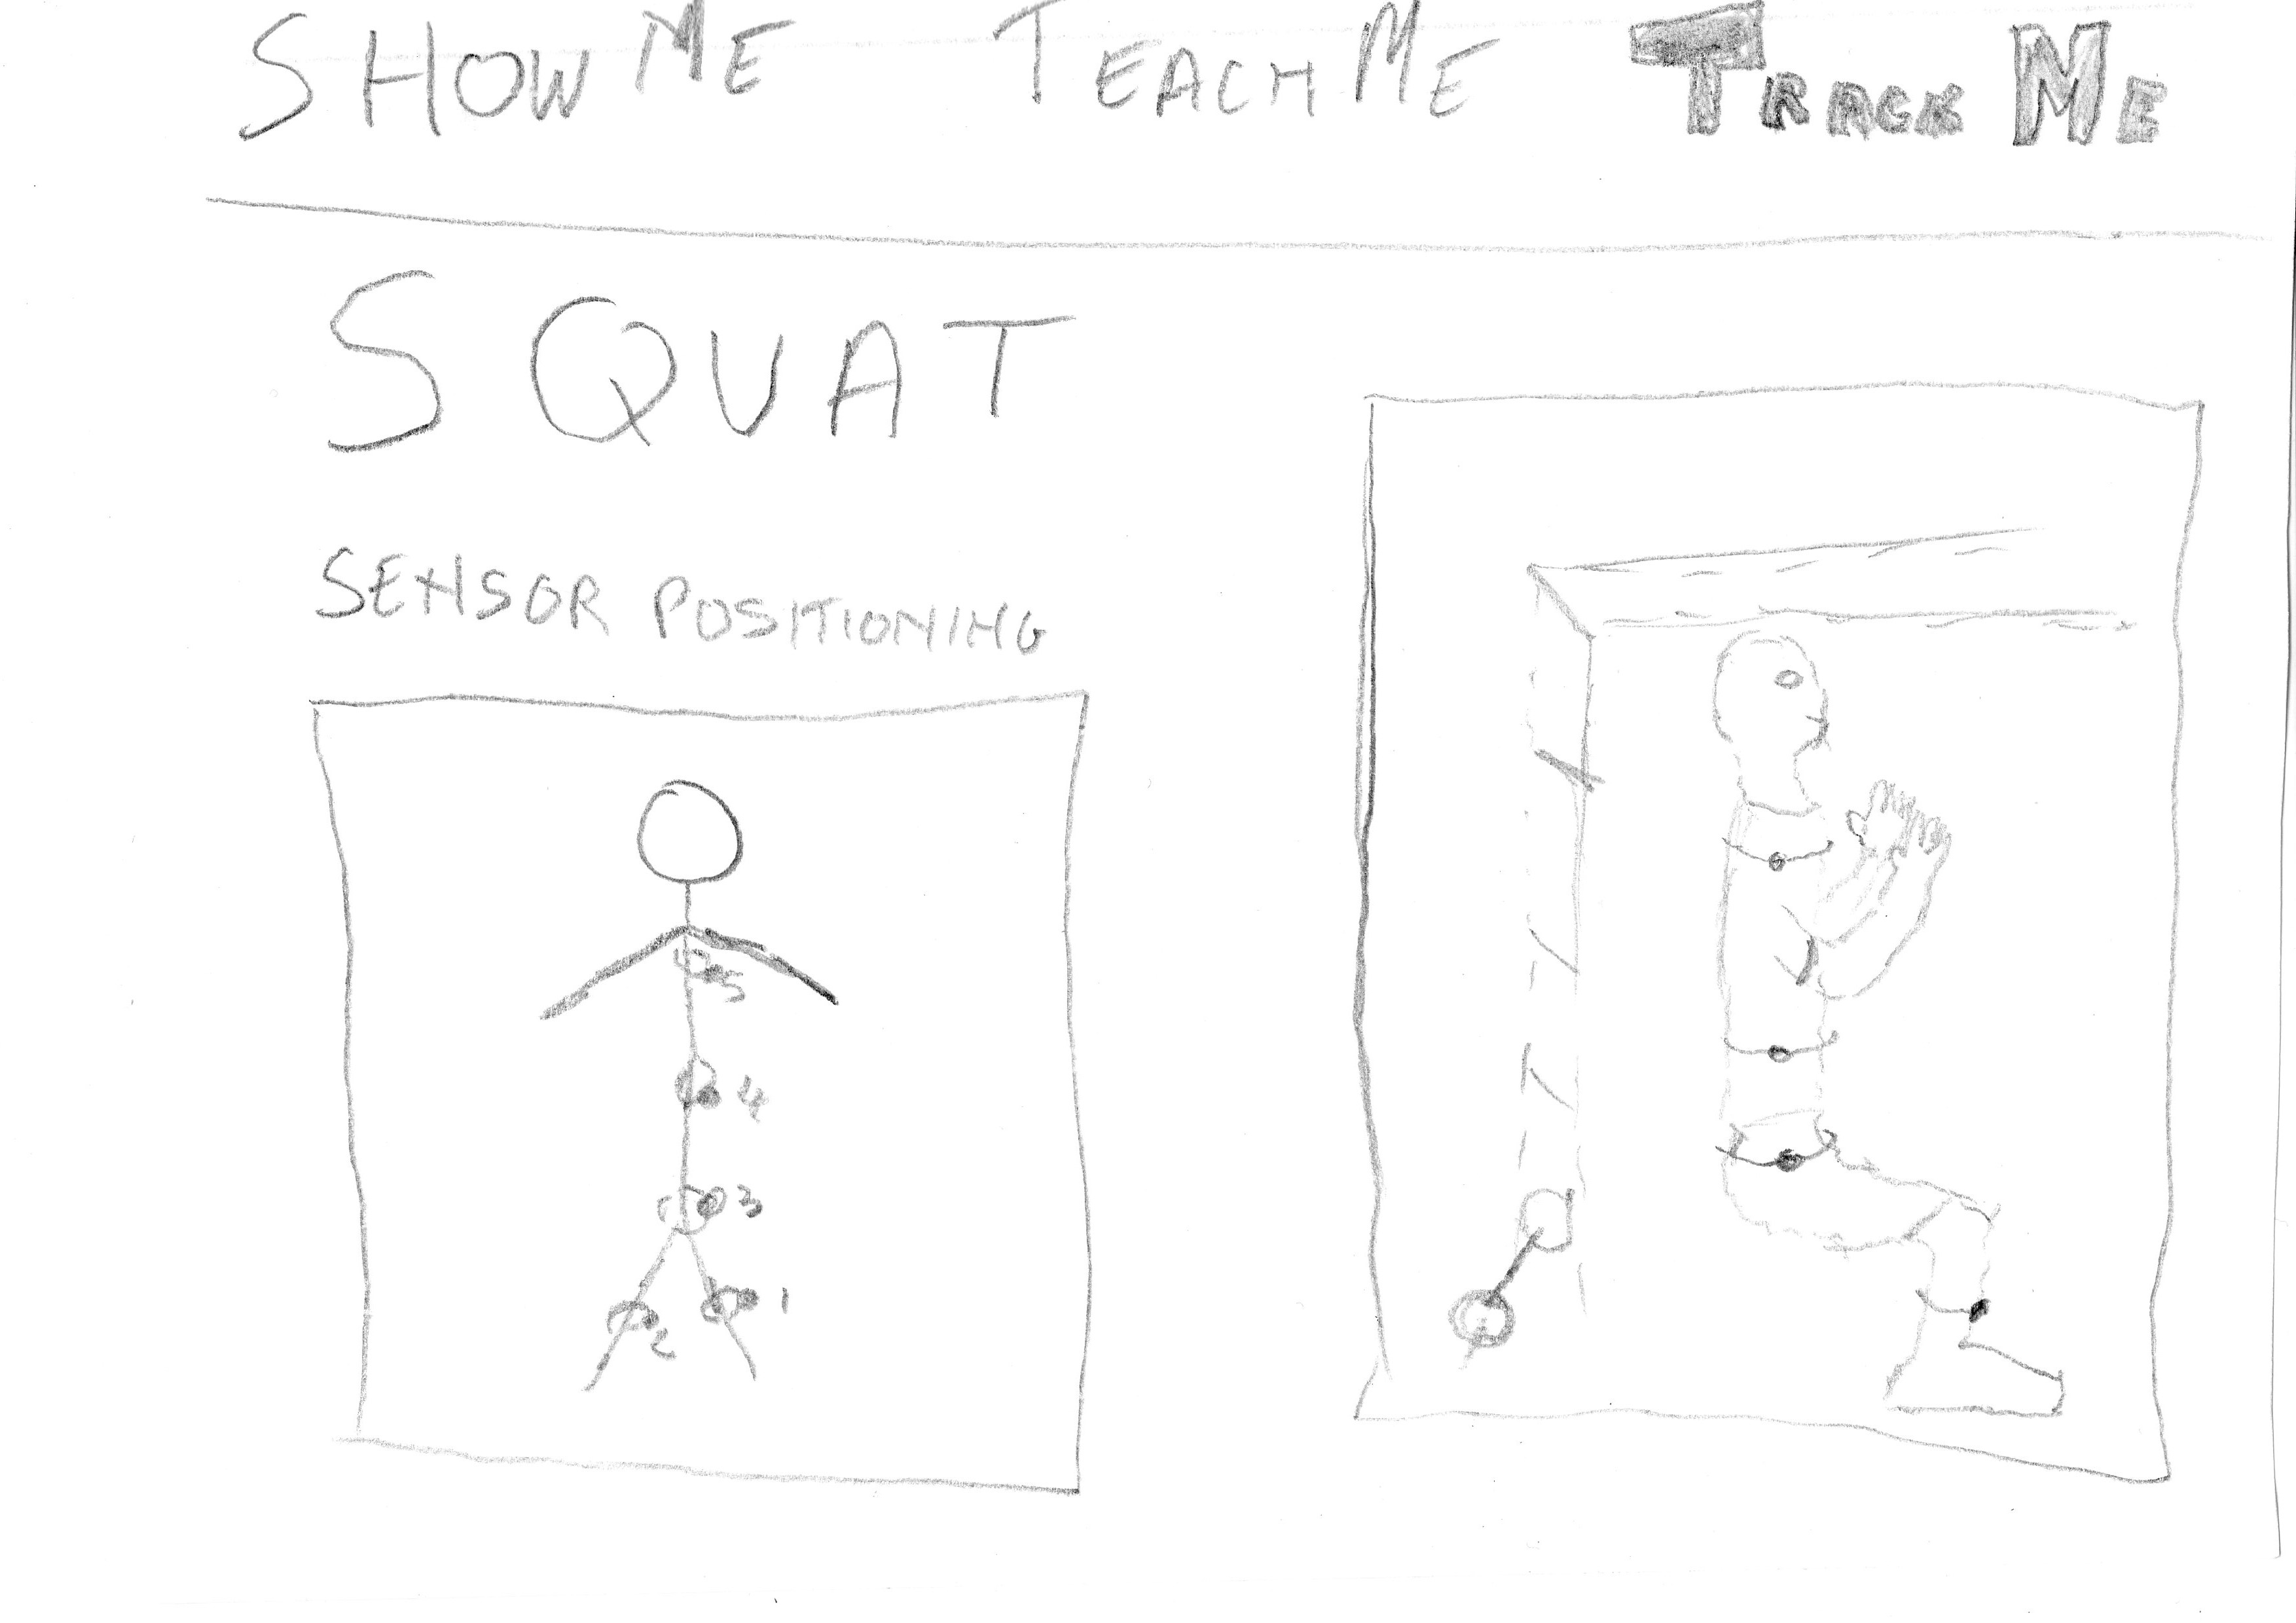 SHOW ME TEACH ME TRACK ME
SQUAT
SENSOR POSITIONING
5
4
3
2 1